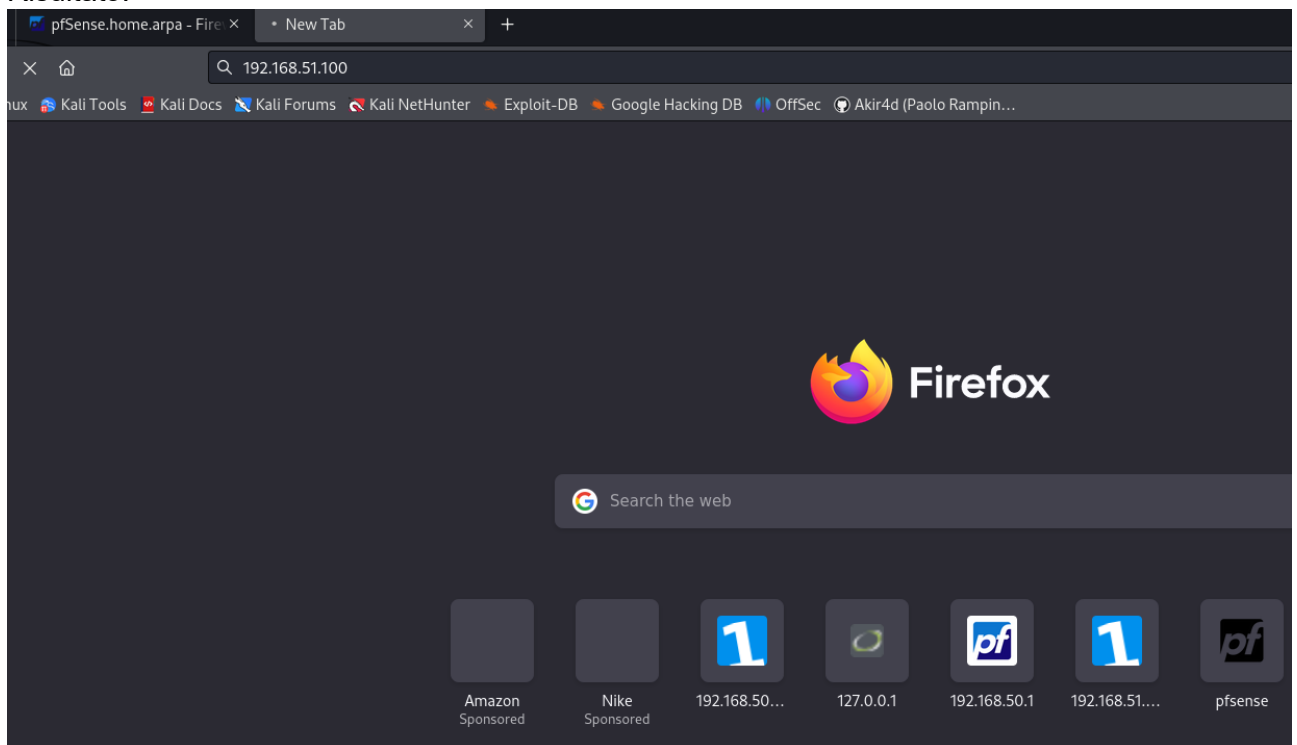 Risultato:
pfSense.home.arpa - Fire
New Tab
192.168.51.100
nux Kali Tools Kali Docs Kali Forums Kali NetHunter Exploit-DB Google Hacking DB OffSec Akir4d (Paolo Rampin...
Firefox
Search the web
Amazon Nike 192.168.50... 127.0.0.1 192.168.50.1 192.168.51.... pfsense
Sponsored Sponsored